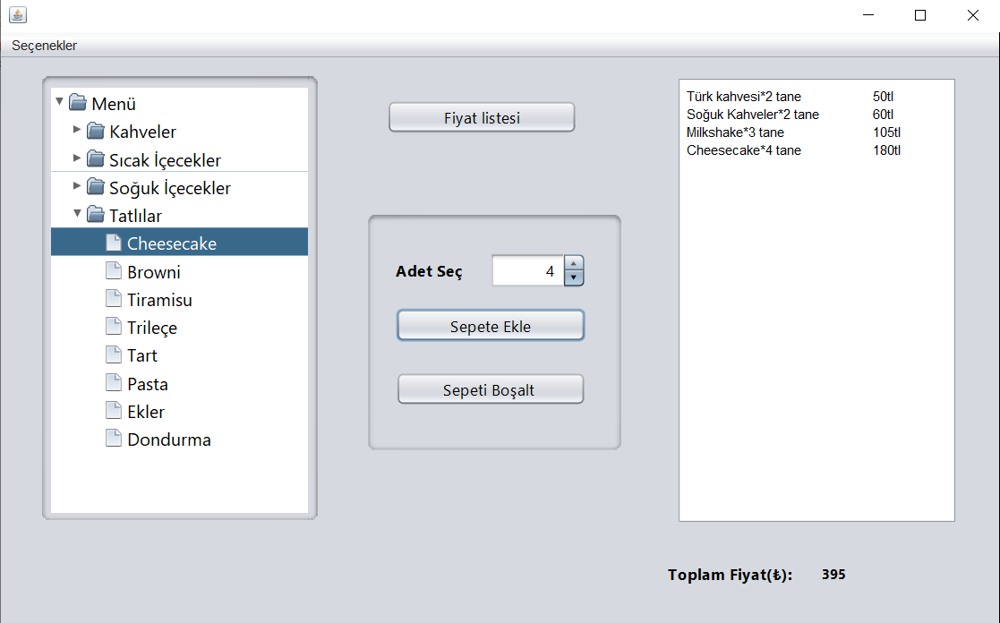 Seçenekler
Menü
Kahveler
Sıcak İçecekler
Soğuk İçecekler
Tatlılar
Cheesecake
Browni
Tiramisu
Trileçe
Tart
Pasta
Ekler
Dondurma
Fiyat listesi
Adet Seç 4
Sepete Ekle
Sepeti Boşalt
Türk kahvesi*2 tane 50tl
Soğuk Kahveler*2 tane 60tl
Milkshake*3 tane 105tl
Cheesecake*4 tane 180tl
Toplam Fiyat(₺): 395